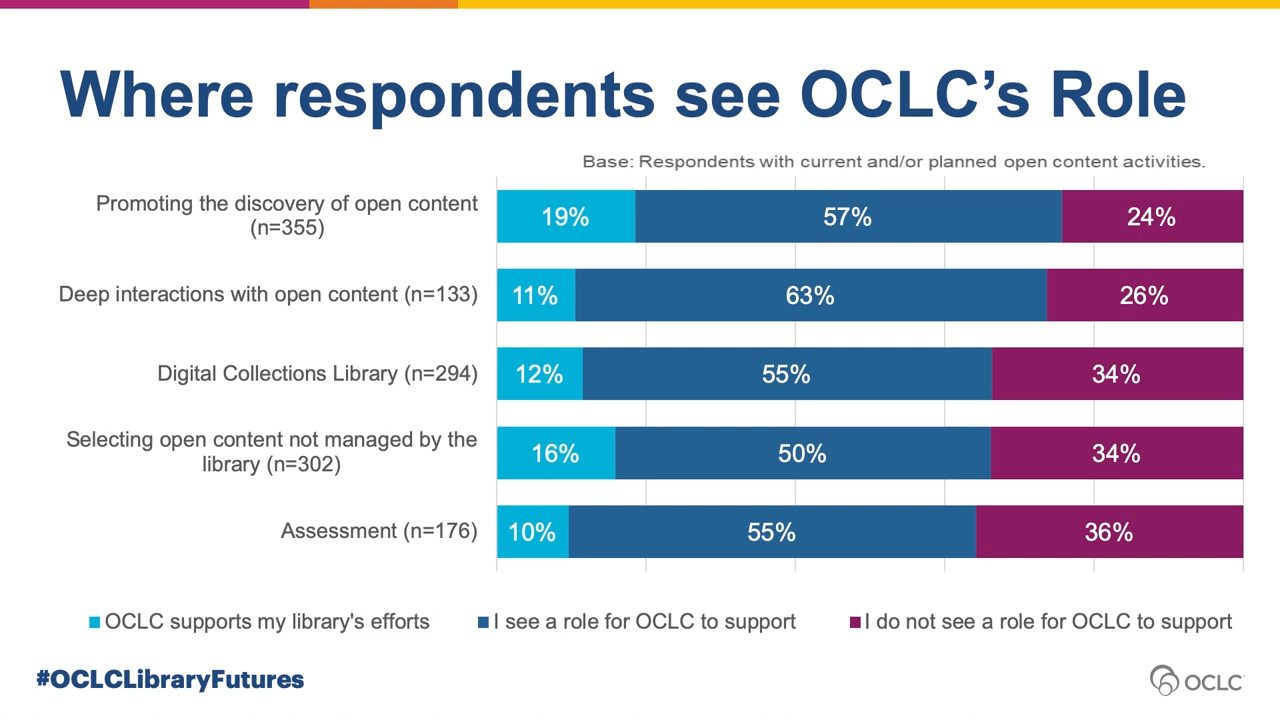 Where respondents see OCLC’s Role
Base: Respondents with current and/or planned open content activities.
Promoting the discovery of open content
(n=355)
19%
57%
24%
Deep interactions with open content (n=133)
11%
63%
26%
Digital Collections Library (n=294)
12%
55%
34%
Selecting open content not managed by the
library (n=302)
16%
50%
34%
Assessment (n=176)
10%
55%
36%
OCLC supports my library's efforts
I see a role for OCLC to support
I do not see a role for OCLC to support
#OCLCLibraryFutures
OCLC